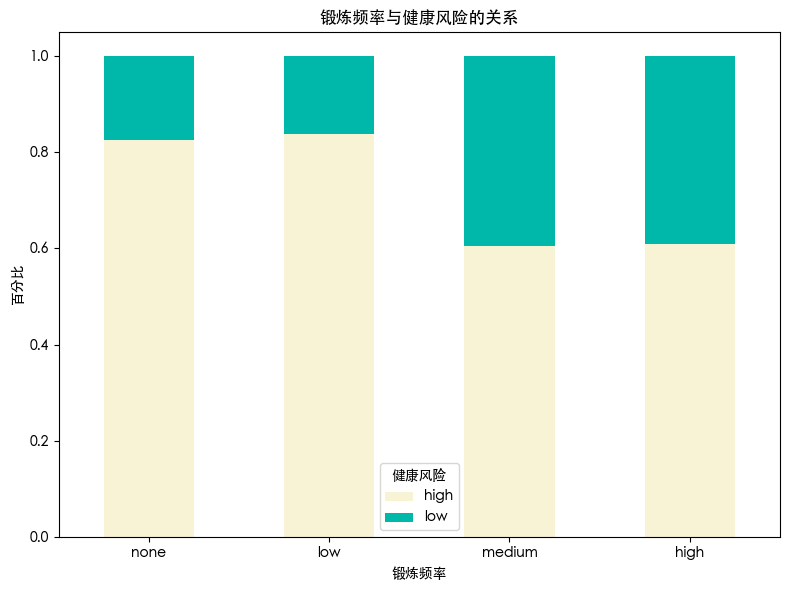 锻炼频率与健康风险的关系
百分比
1.0
0.8
0.6
0.4
0.2
0.0
健康风险
high
low
none
low
medium
high
锻炼频率